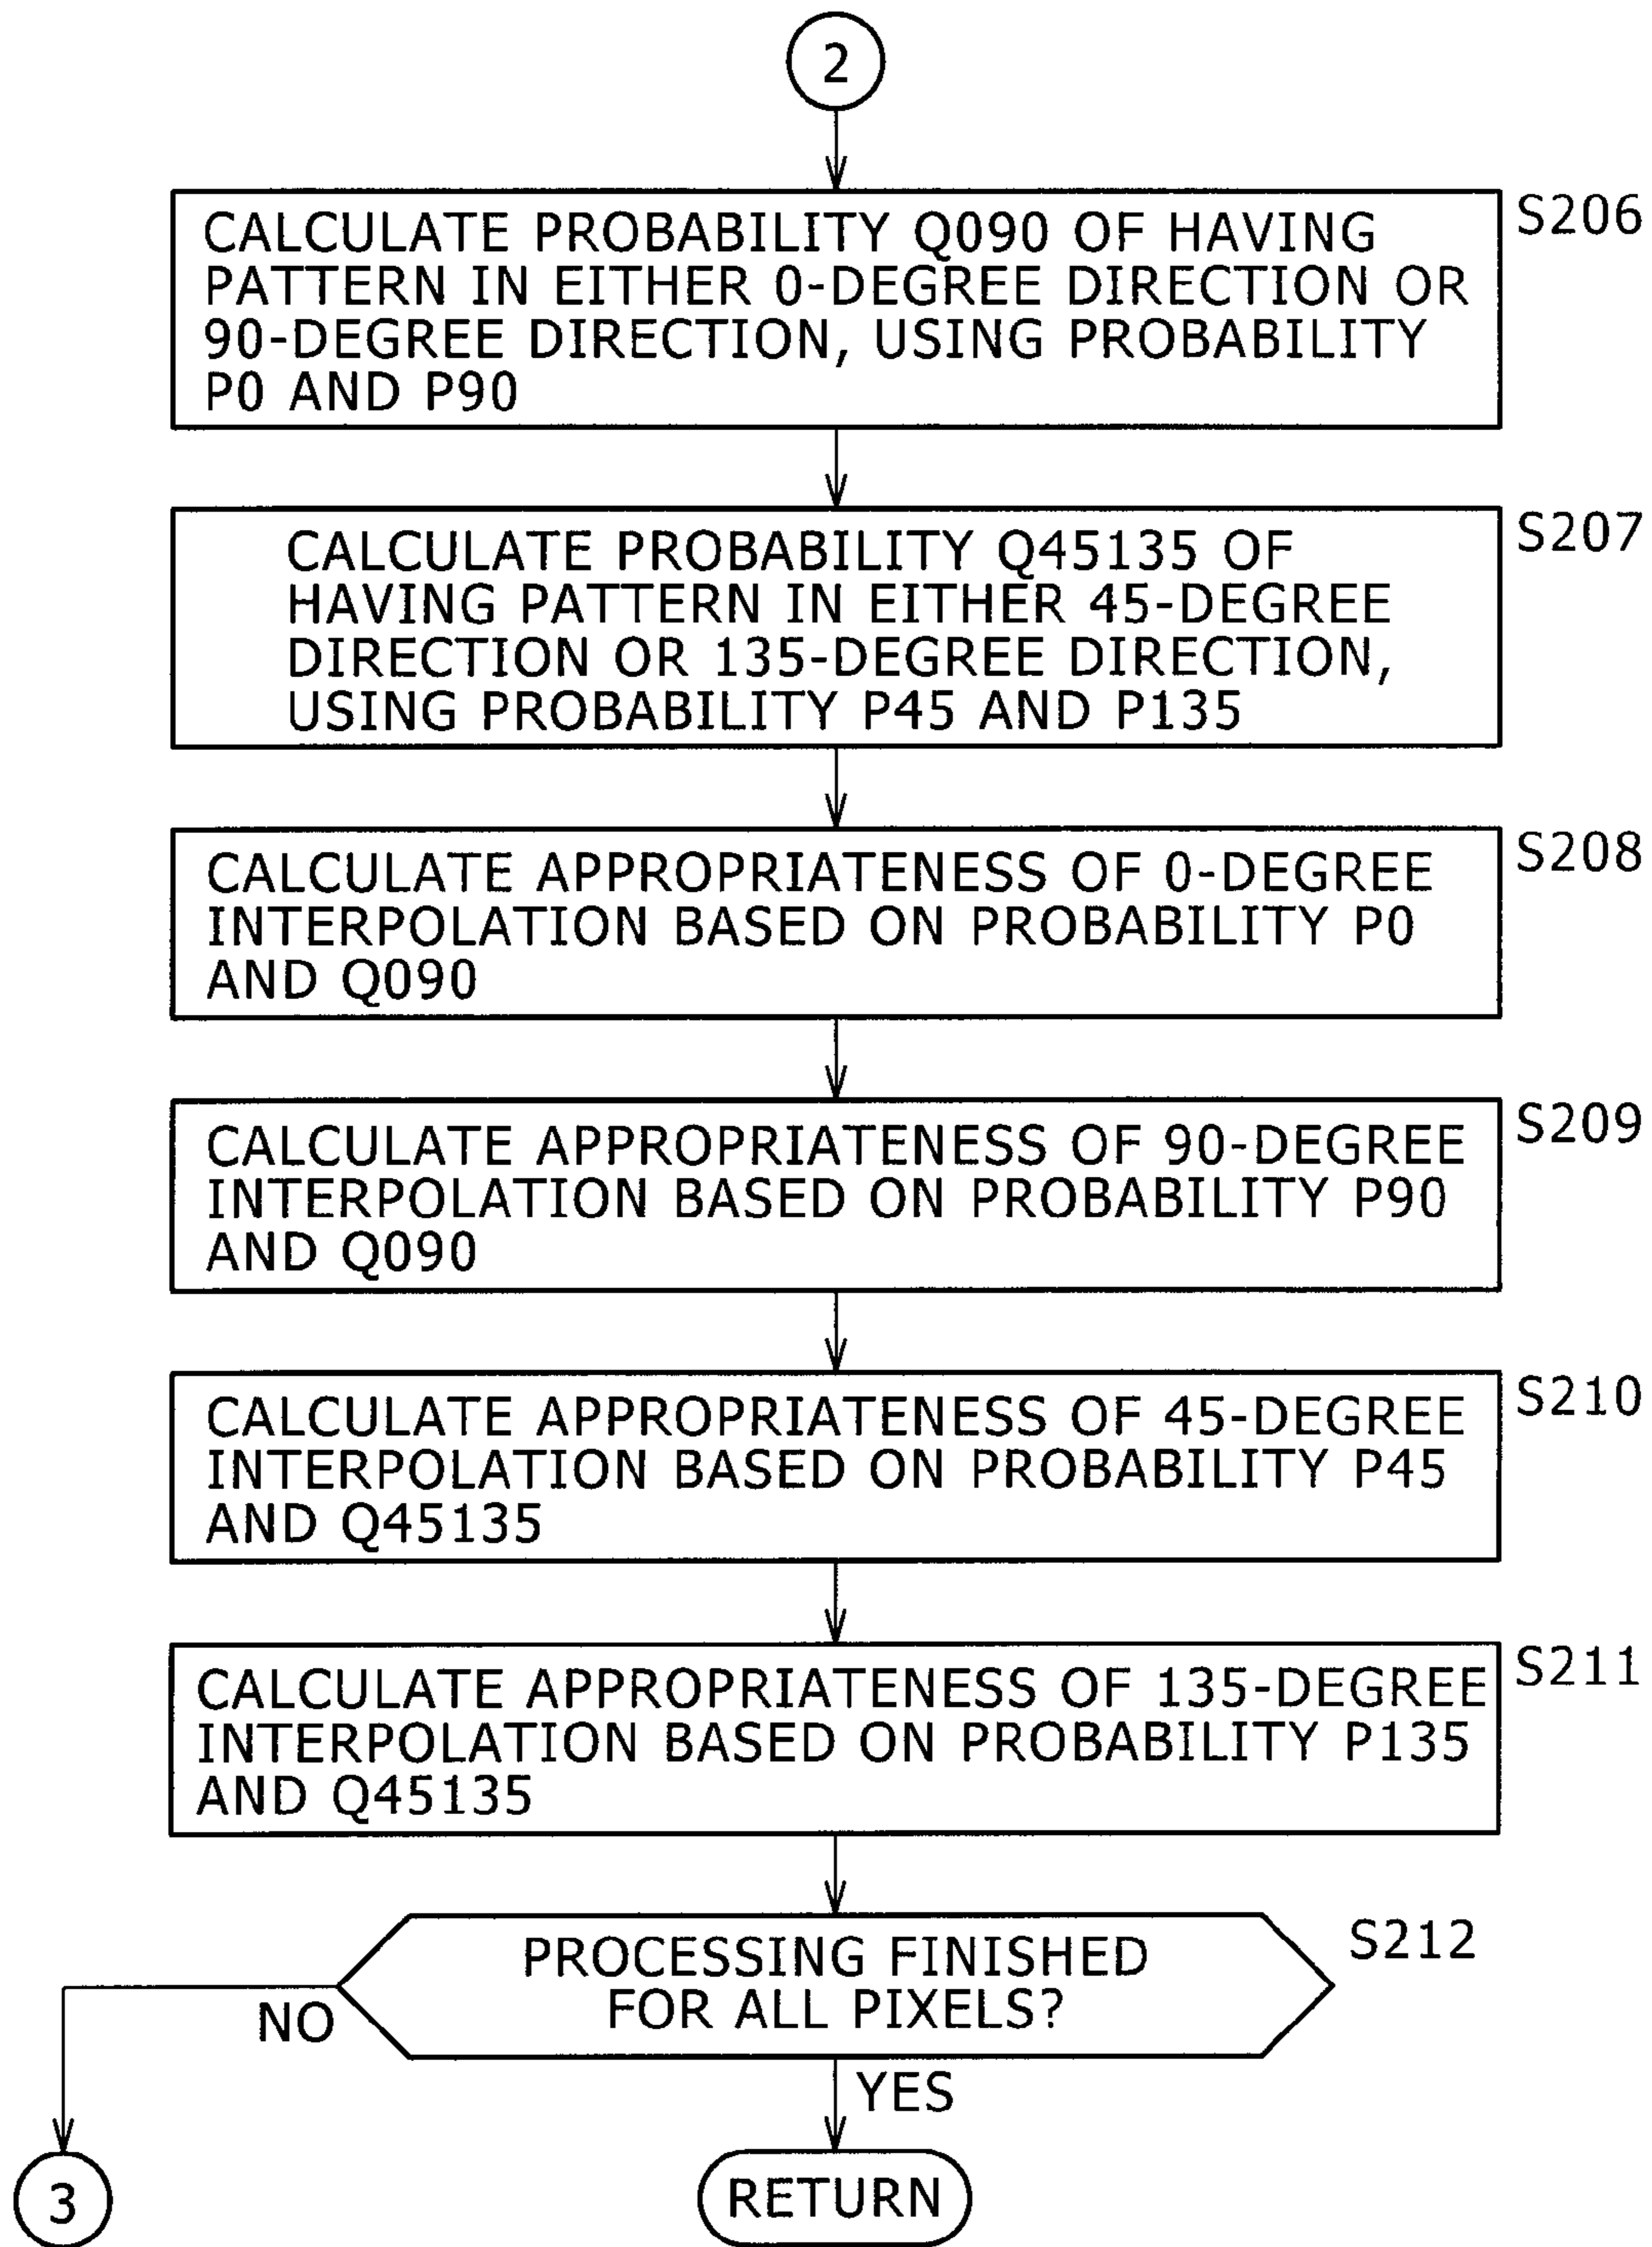 2
CALCULATE PROBABILITY Q090 OF HAVING
PATTERN IN EITHER 0-DEGREE DIRECTION OR
90-DEGREE DIRECTION, USING PROBABILITY
P0 AND P90
S206
CALCULATE PROBABILITY Q45135 OF
HAVING PATTERN IN EITHER 45-DEGREE
DIRECTION OR 135-DEGREE DIRECTION,
USING PROBABILITY P45 AND P135
S207
CALCULATE APPROPRIATENESS OF 0-DEGREE
INTERPOLATION BASED ON PROBABILITY P0
AND Q090
S208
CALCULATE APPROPRIATENESS OF 90-DEGREE
INTERPOLATION BASED ON PROBABILITY P90
AND Q090
S209
CALCULATE APPROPRIATENESS OF 45-DEGREE
INTERPOLATION BASED ON PROBABILITY P45
AND Q45135
S210
CALCULATE APPROPRIATENESS OF 135-DEGREE
INTERPOLATION BASED ON PROBABILITY P135
AND Q45135
S211
PROCESSING FINISHED
FOR ALL PIXELS?
S212
NO
YES
3
RETURN